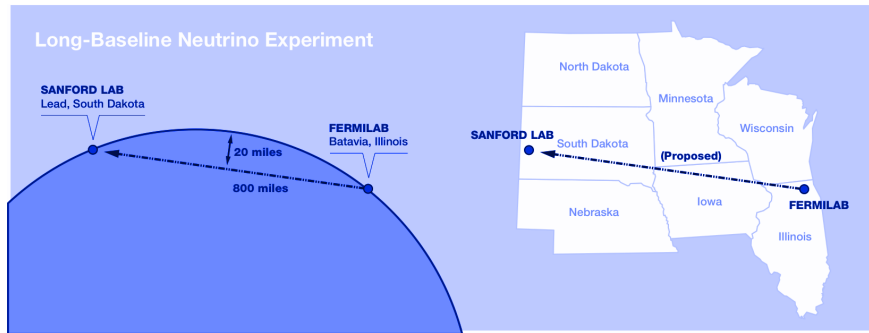 Long-Baseline Neutrino Experiment
SANFORD LAB
Lead, South Dakota
FERMILAB
Batavia, Illinois
20 miles
800 miles
North Dakota
Minnesota
SANFORD LAB
South Dakota
Wisconsin
(Proposed)
Nebraska
Iowa
FERMILAB
Illinois